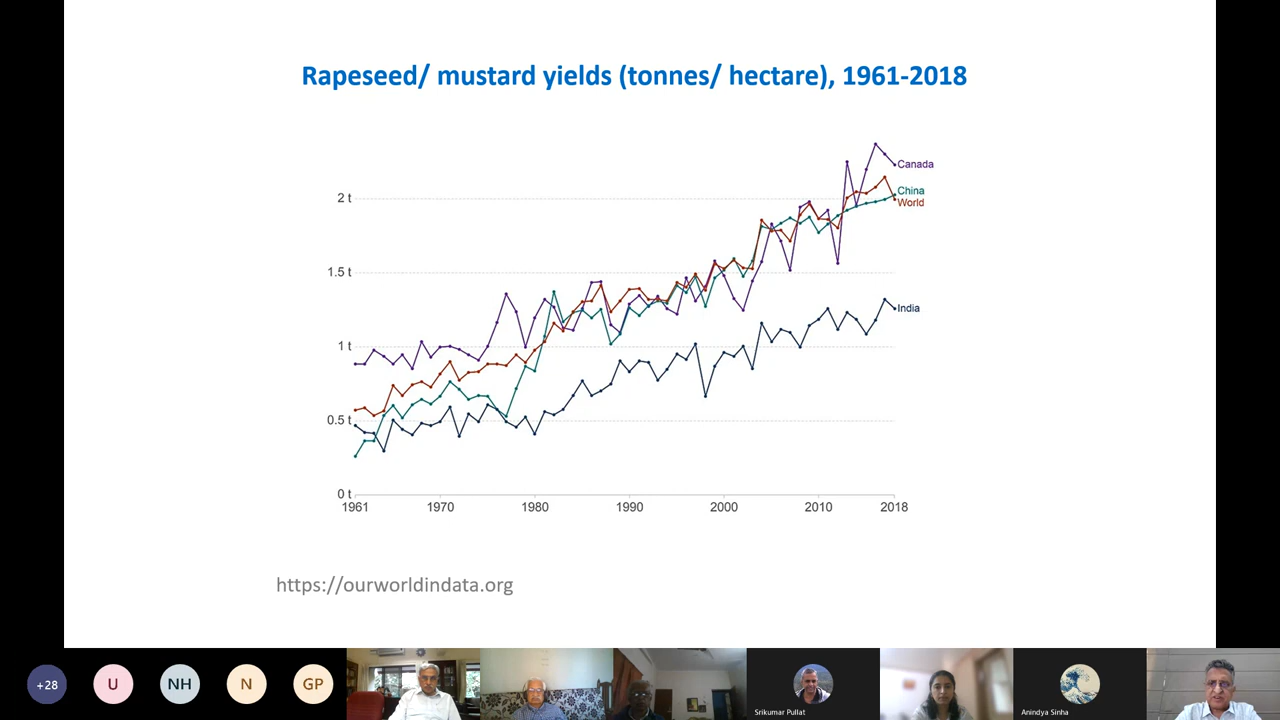 Rapeseed/ mustard yields (tonnes/ hectare), 1961-2018
Canada
2 t
China
World
1.5 t
1 t
India
0.5 t
0 t
1961
1970
1980
1990
2000
2010
2018
https://ourworldindata.org
+28
U
NH
N
GP
Srikumar Pullat
Anindya Sinha